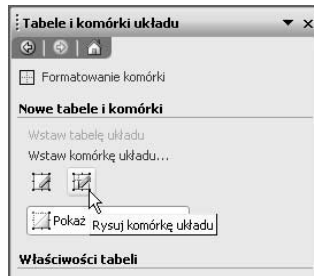 Tabele i komórki układu
Formatowanie komórki
Nowe tabele i komórki
Wstaw tabelę układu
Wstaw komórkę układu...
Pokaż
Rysuj komórkę układu
Właściwości tabeli